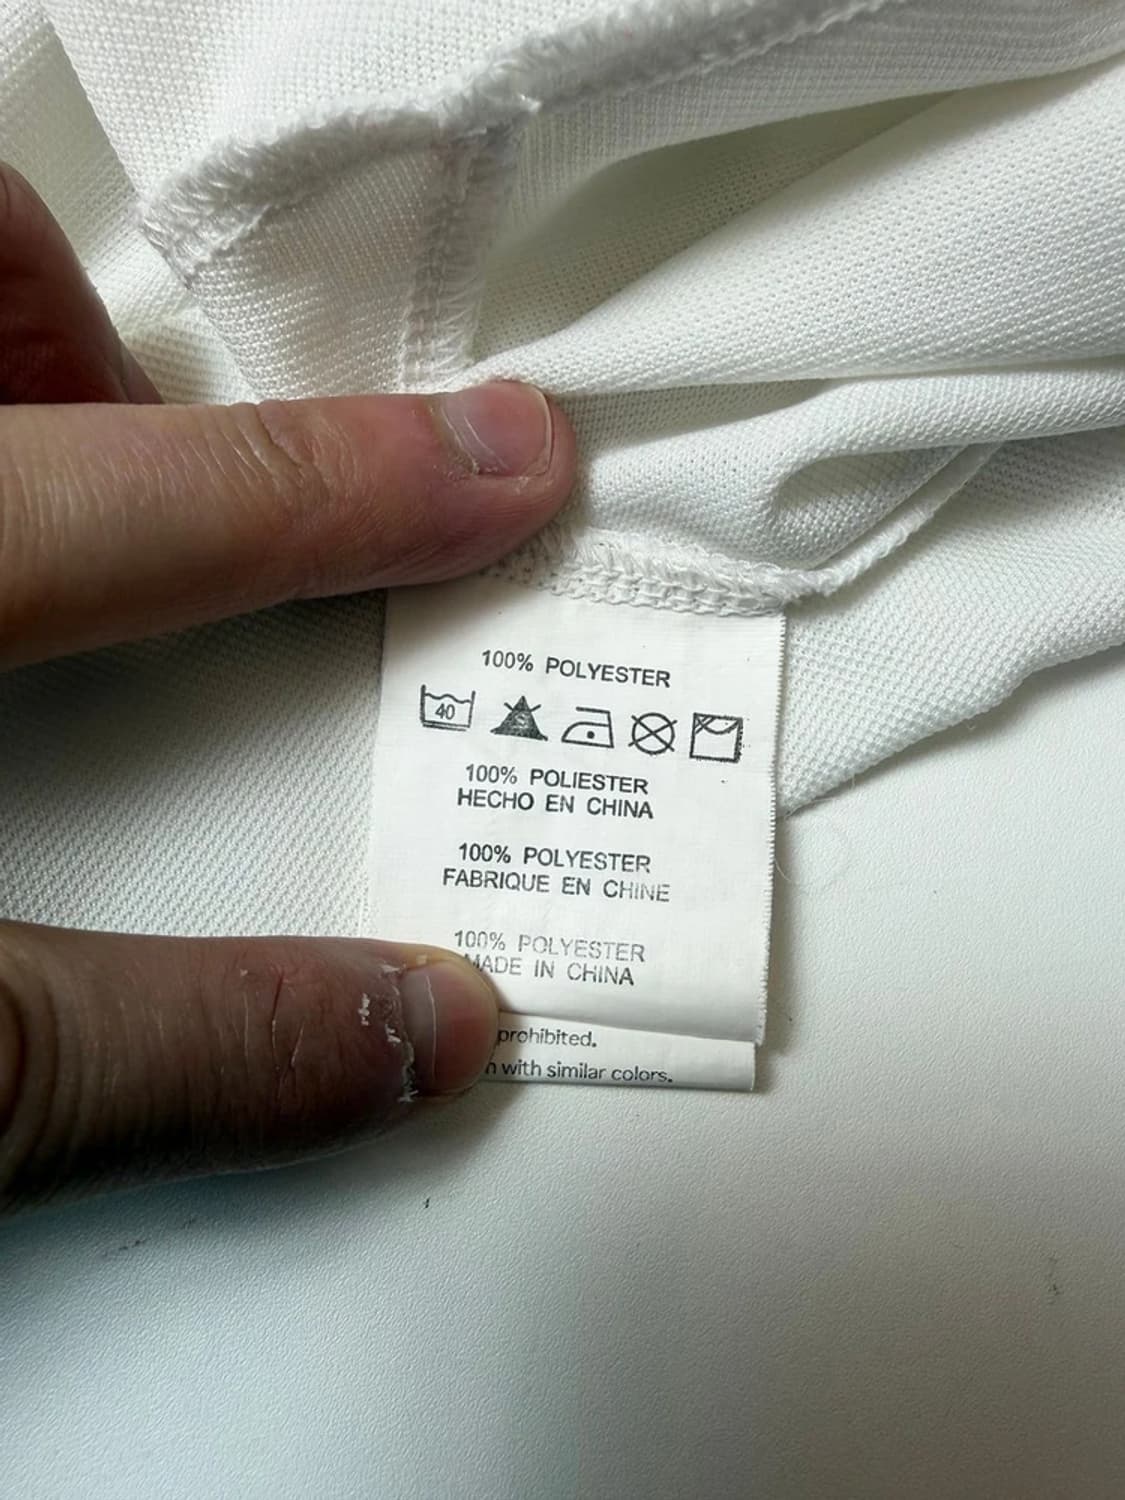 100% POLYESTER
40
100% POLIESTER
HECHO EN CHINA
100% POLYESTER
FABRIQUE EN CHINE
100% POLYESTER
MADE IN CHINA
prohibited.
with similar colors.